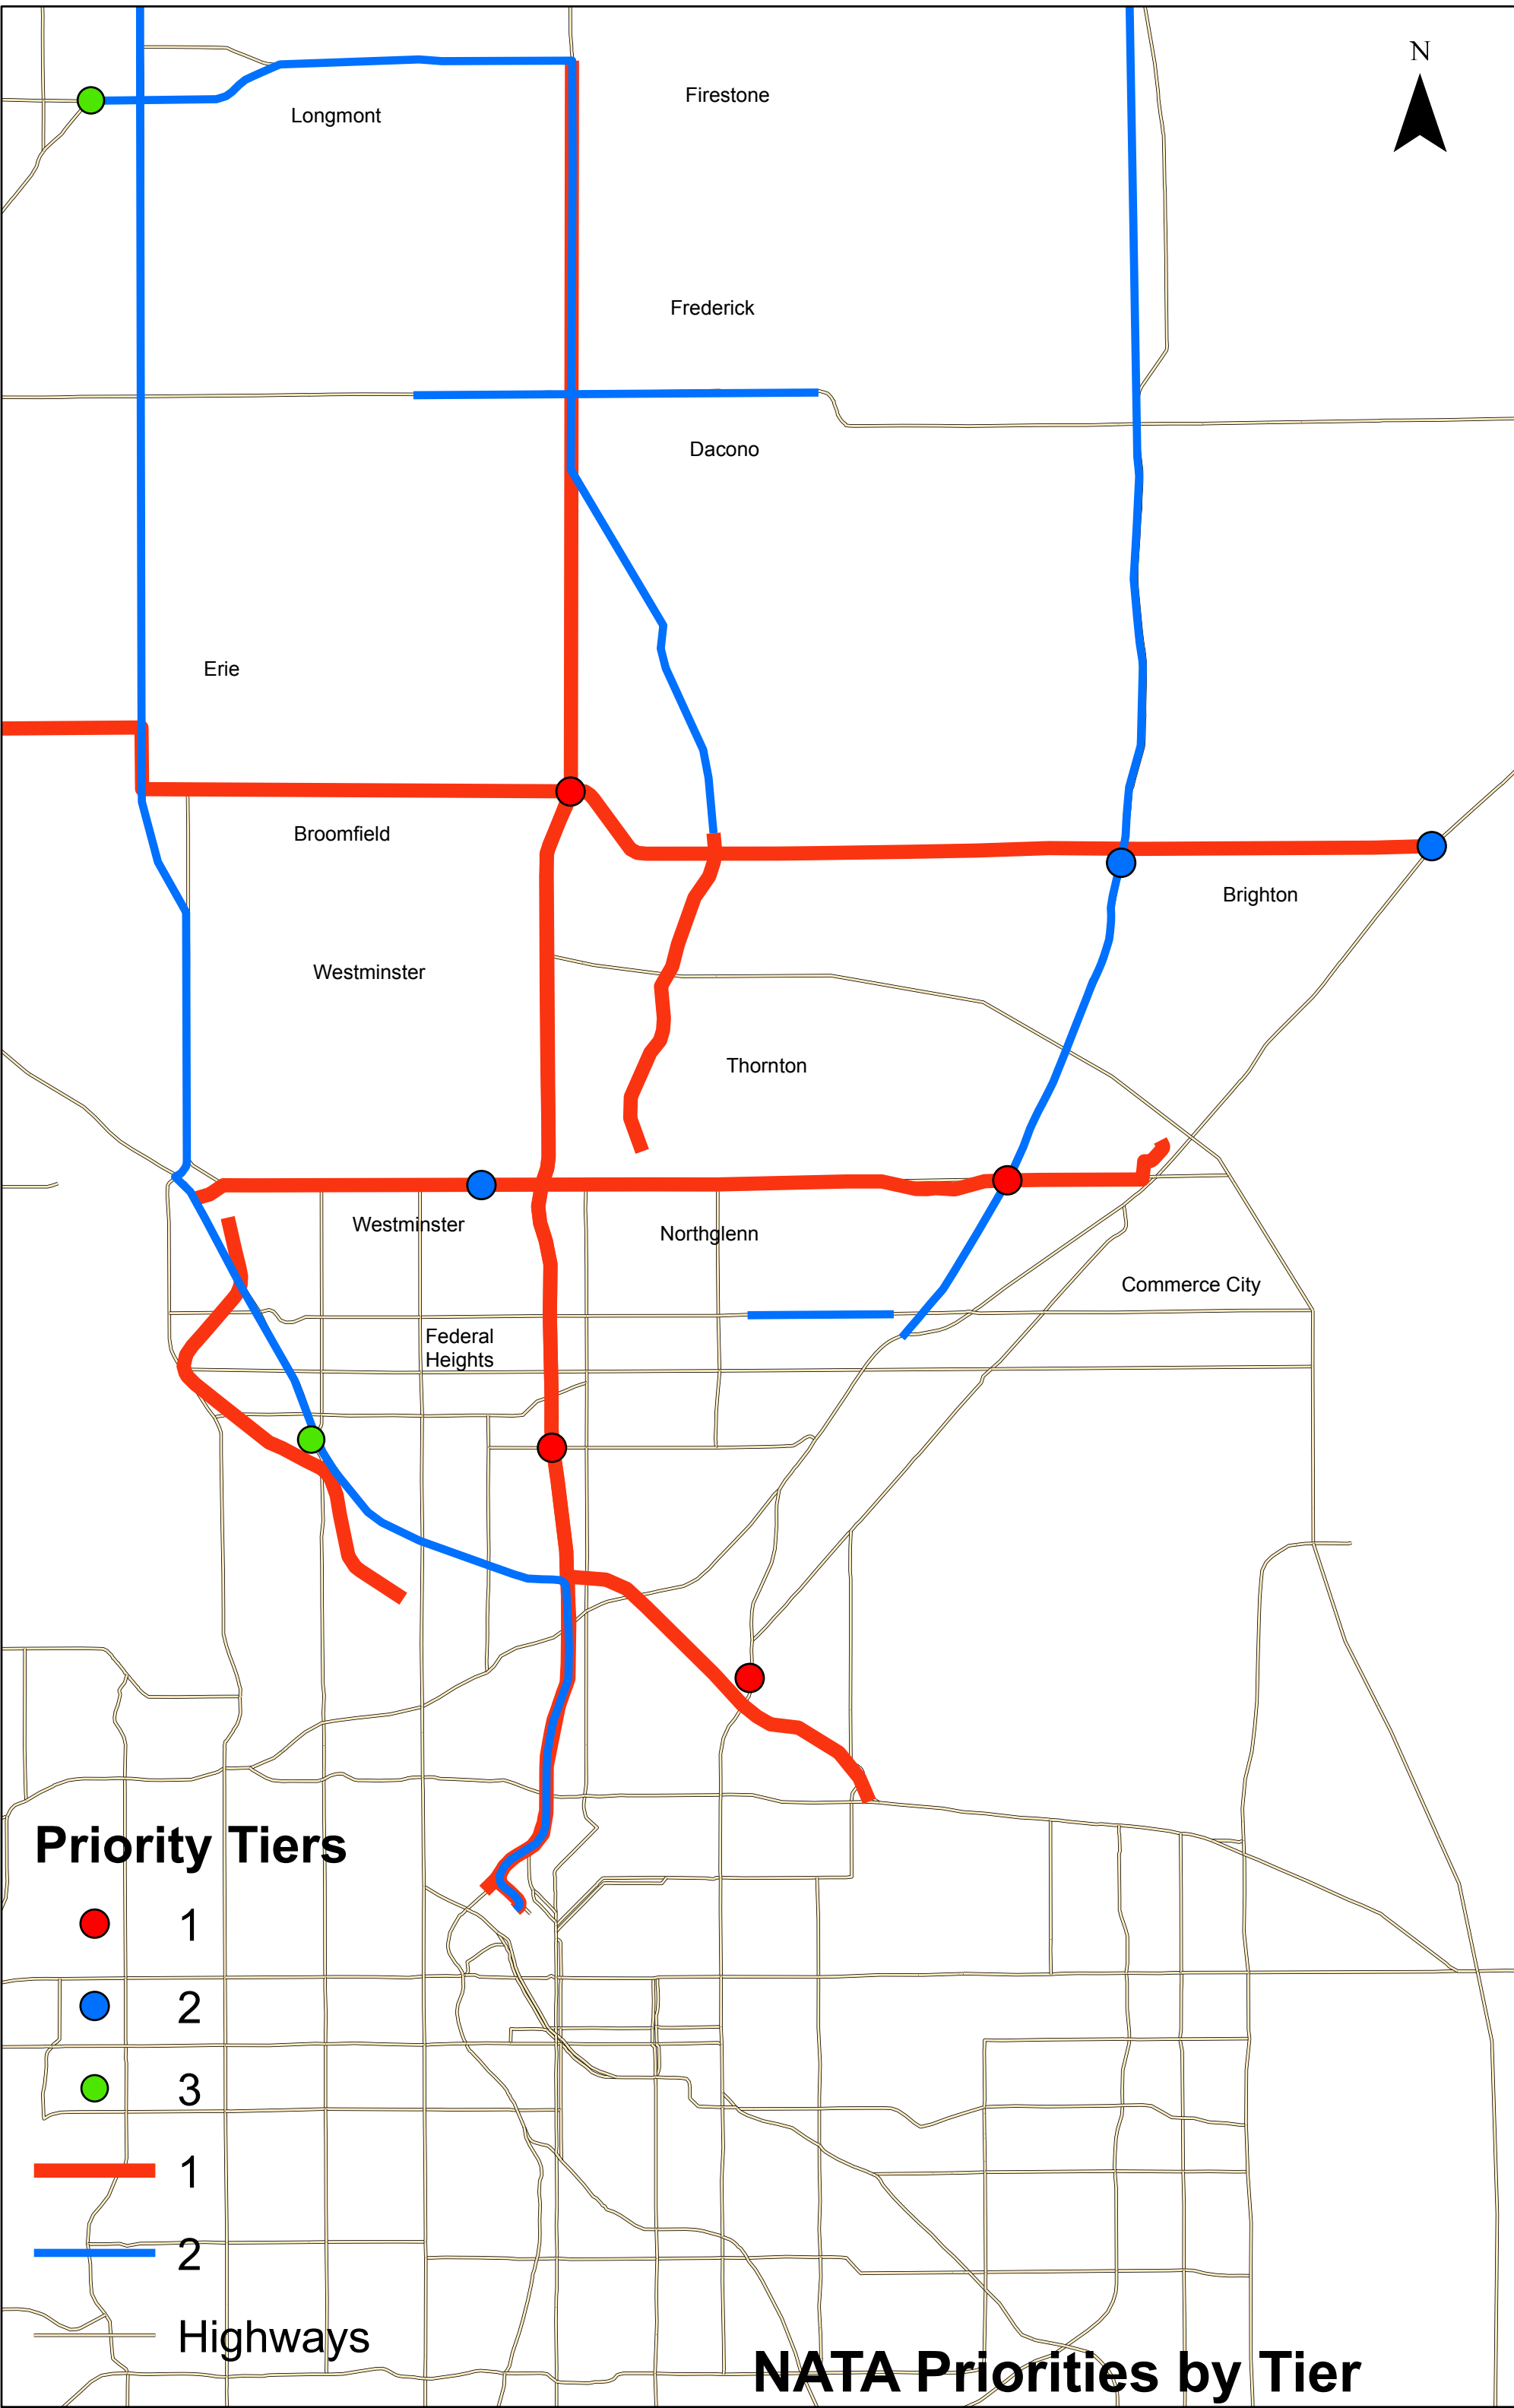 N
Firestone
Longmont
Frederick
Dacono
Erie
Broomfield
Brighton
Westminster
Thornton
Westminster
Northglenn
Commerce City
Federal
Heights
Priority Tiers
1
2
3
1
2
Highways
NATA Priorities by Tier